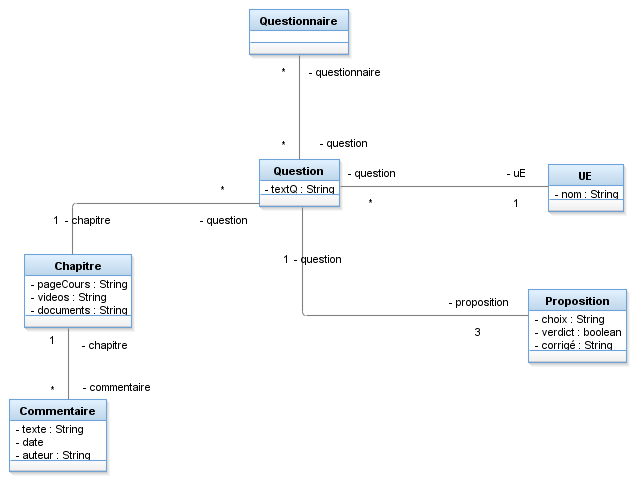 Questionnaire
*
- questionnaire
*
- question
Question
- textQ : String
- question
*
- uE
1
UE
- nom : String
*
- question
1
- chapitre
Chapitre
- pageCours : String
- videos : String
- documents : String
1
- question
- proposition
3
Proposition
- choix : String
- verdict : boolean
- corrigé : String
1
- chapitre
*
- commentaire
Commentaire
- texte : String
- date
- auteur : String